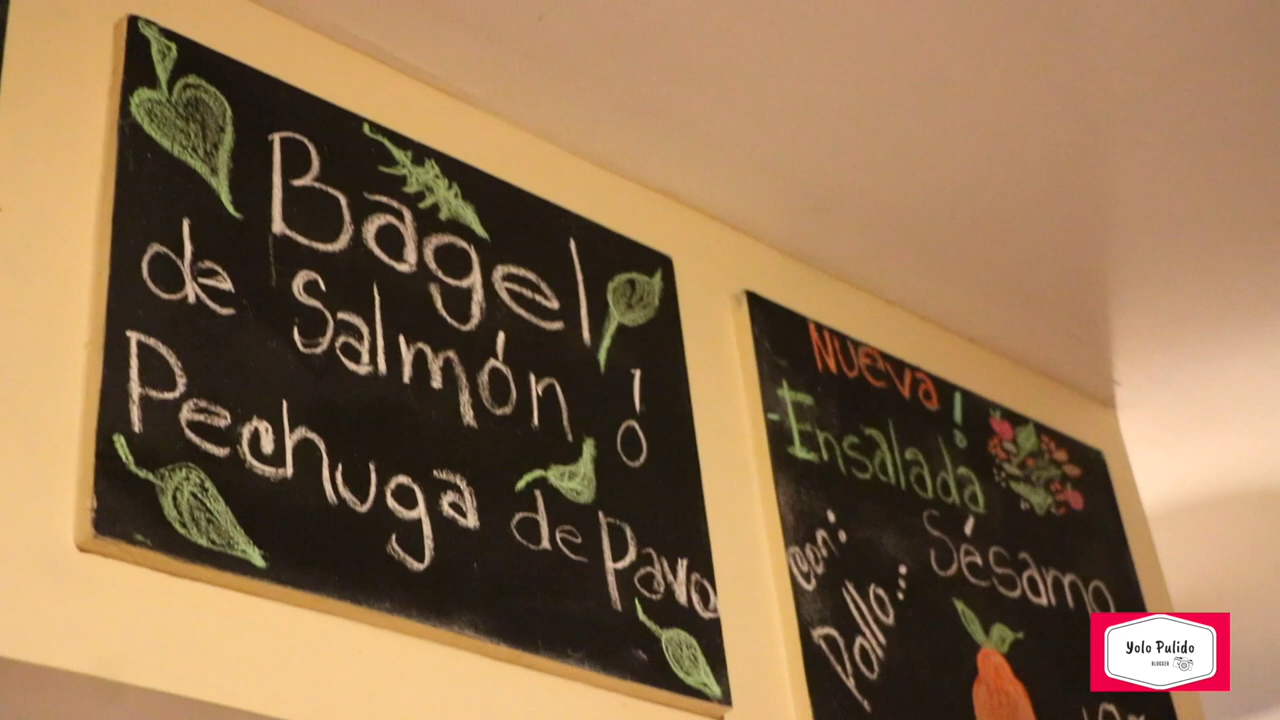 Bagel
de Salmón ! o
Pechuga de Pavo
Nueva !
-Ensalada
Sésamo
con:
Pollo...
Yolo Pulido
BLOGGER